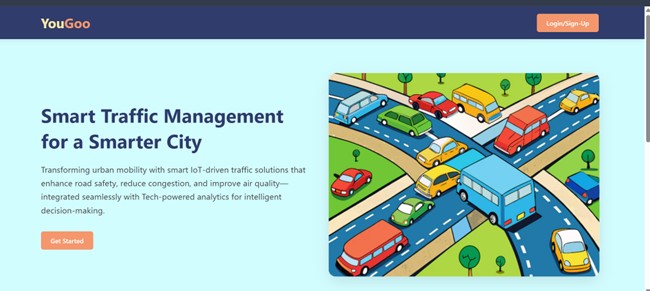 YouGoo
Login/Sign-Up
Smart Traffic Management
for a Smarter City
Transforming urban mobility with smart IoT-driven traffic solutions that
enhance road safety, reduce congestion, and improve air quality—
integrated seamlessly with Tech-powered analytics for intelligent
decision-making.
Get Started